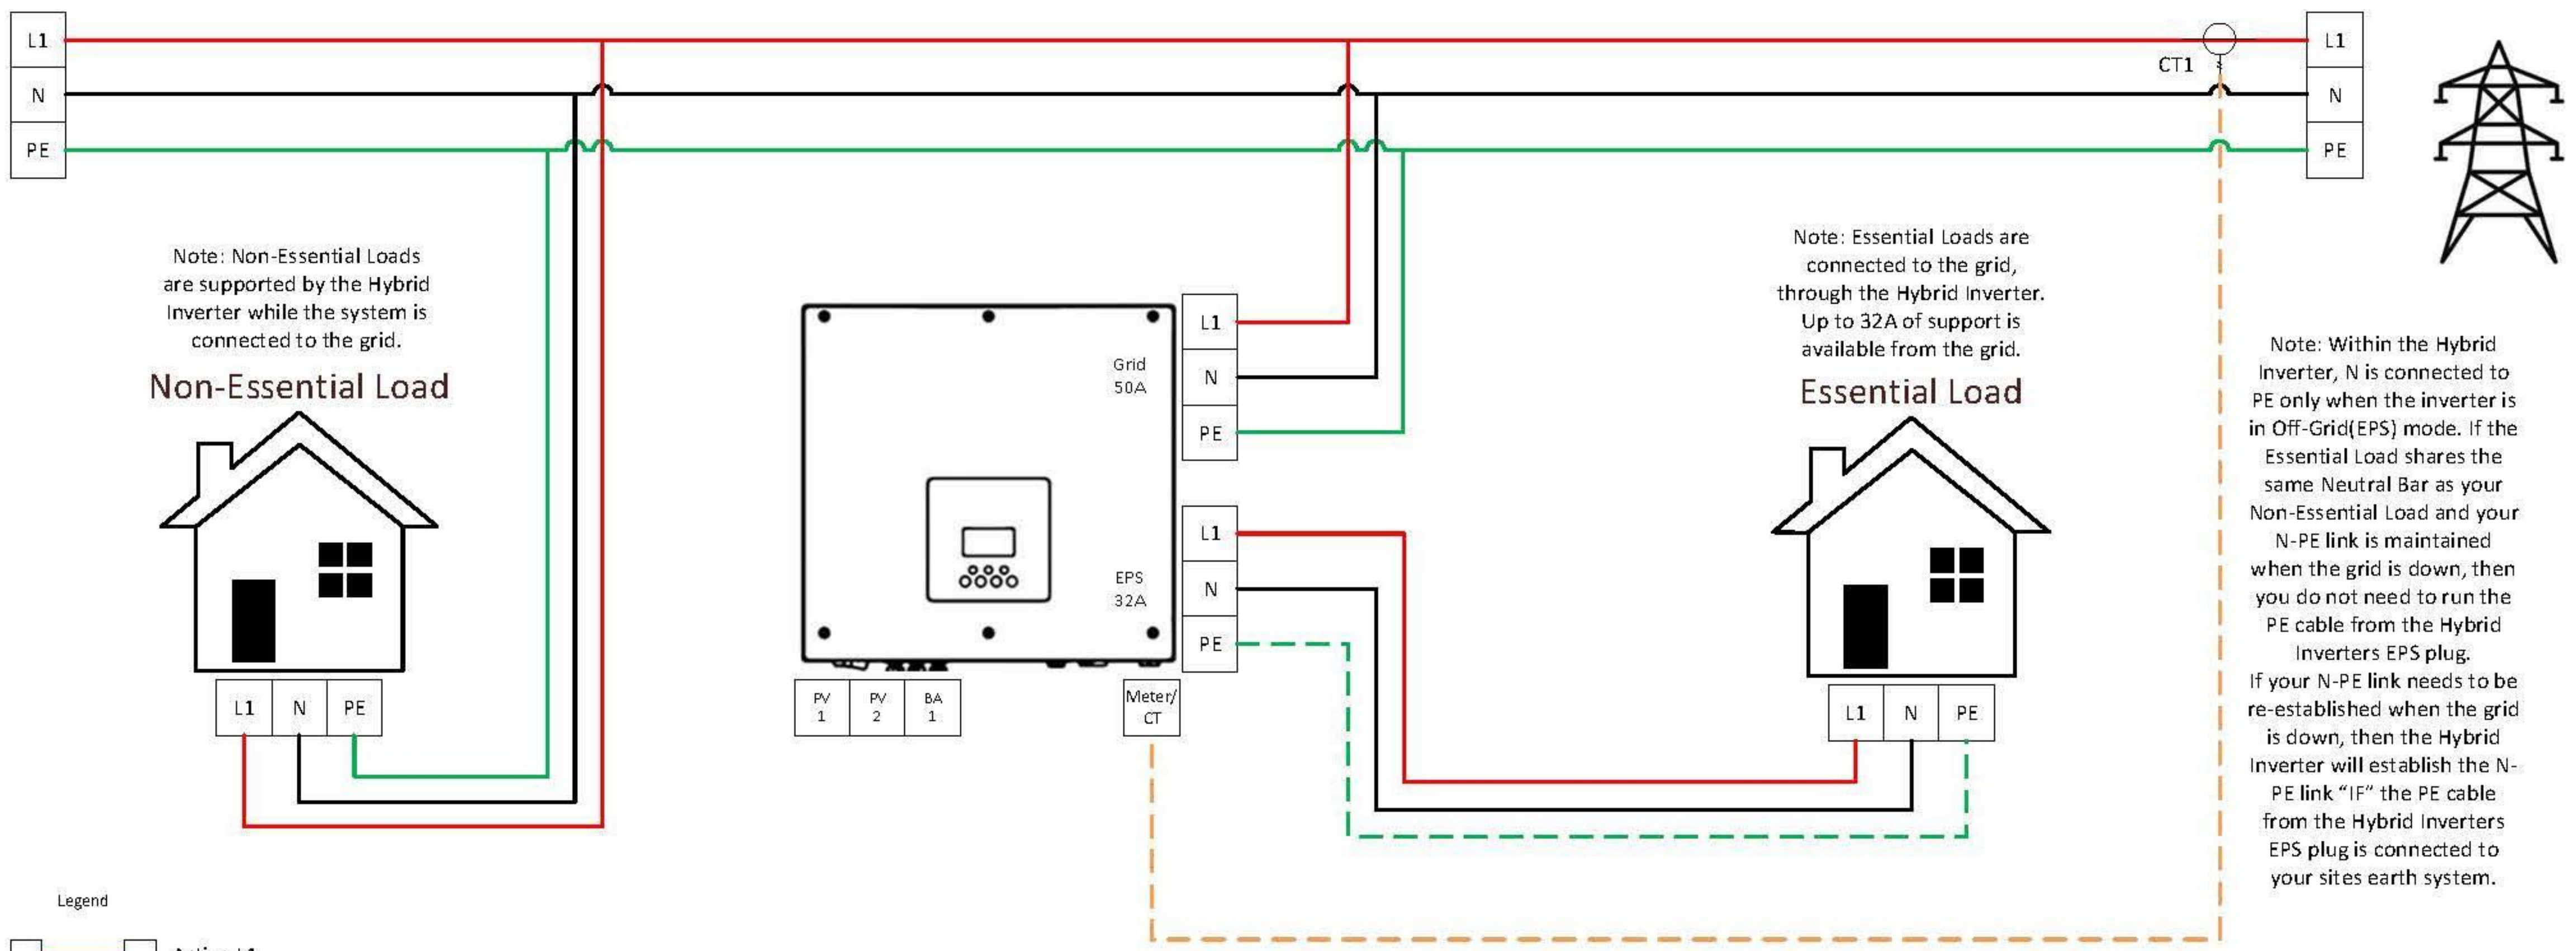 L1
N
PE
CT1
L1
N
PE
Note: Non-Essential Loads
are supported by the Hybrid
Inverter while the system is
connected to the grid.
Non-Essential Load
L1
N
PE
Grid
50A
L1
N
PE
EPS
32A
L1
N
PE
PV
1
PV
2
BA
1
Meter/
CT
Note: Essential Loads are
connected to the grid,
through the Hybrid Inverter.
Up to 32A of support is
available from the grid.
Essential Load
L1
N
PE
Note: Within the Hybrid
Inverter, N is connected to
PE only when the inverter is
in Off-Grid(EPS) mode. If the
Essential Load shares the
same Neutral Bar as your
Non-Essential Load and your
N-PE link is maintained
when the grid is down, then
you do not need to run the
PE cable from the Hybrid
Inverters EPS plug.
If your N-PE link needs to be
re-established when the grid
is down, then the Hybrid
Inverter will establish the N-
PE link “IF” the PE cable
from the Hybrid Inverters
EPS plug is connected to
your sites earth system.
Legend